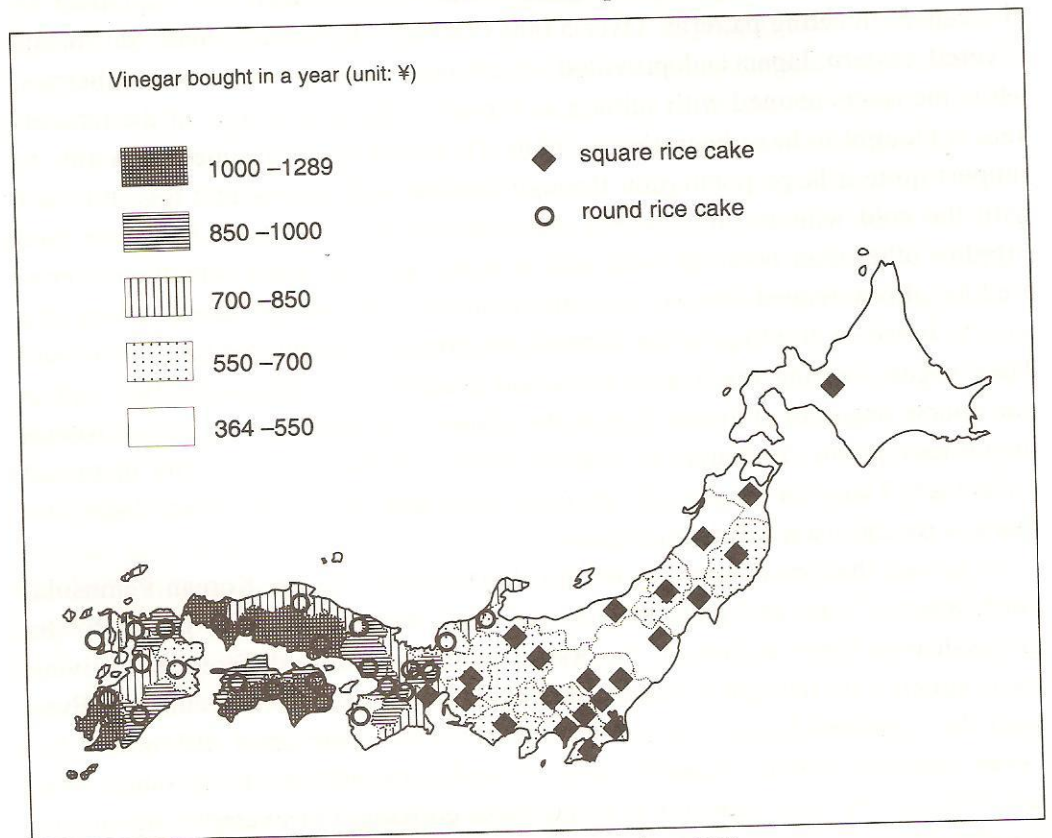 Vinegar bought in a year (unit: ¥)
1000 –1289
850 –1000
700 –850
550 –700
364 –550
square rice cake
round rice cake